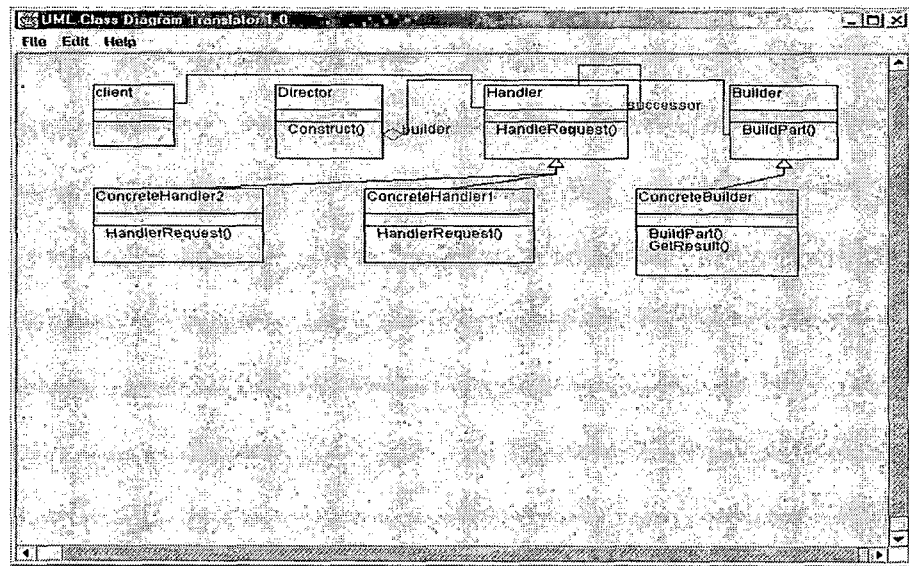 UML Class Diagram Translator 1.0
File Edit Help
client
Director
Construct()
builder
Handler
HandleRequest()
successor
Builder
BuildPart()
ConcreteHandler2
HandlerRequest()
ConcreteHandler1
HandlerRequest()
ConcreteBuilder
BuildPart()
GetResult()